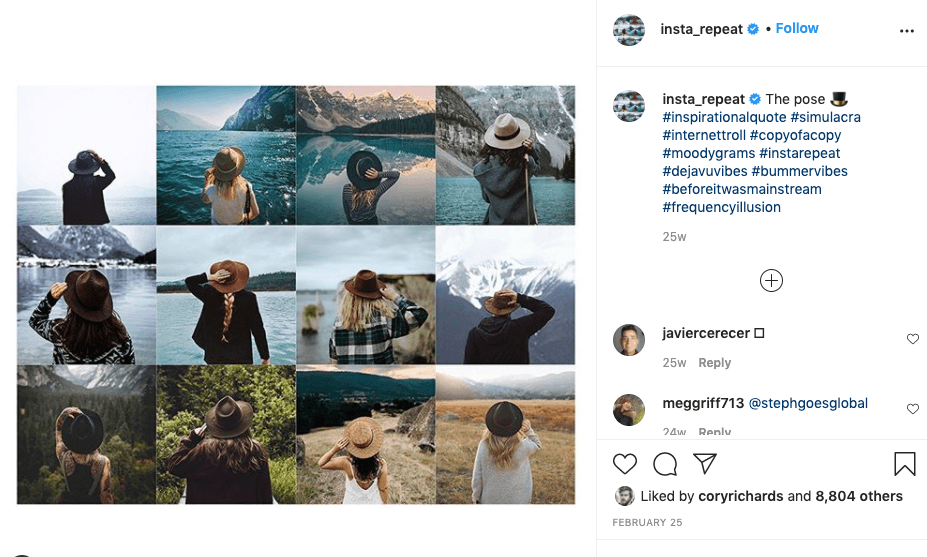 insta_repeat • Follow
insta_repeat The pose
#inspirationalquote #simulacra
#internettroll #copyofacopy
#moodygrams #instarepeat
#dejavuvibes #bummervibes
#beforeitwasmainstream
#frequencyillusion
25w
javiercerecer
25w Reply
meggriff713 @stephgoesglobal
24w Reply
Liked by coryrichards and 8,804 others
FEBRUARY 25